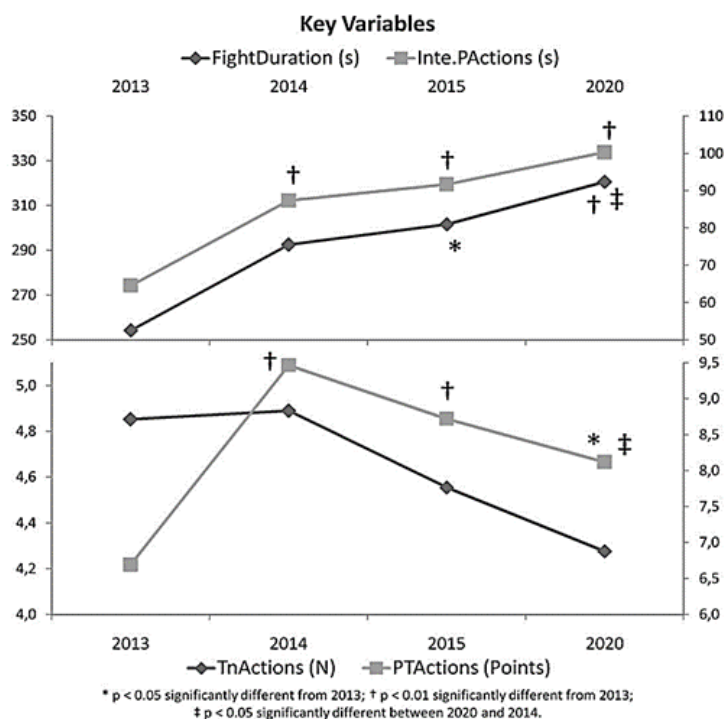 Key Variables
FightDuration (s) Inte.PActions (s)
2013 2014 2015 2020
350 110
330 100
310 90
290 80
270 70
250 60
50
† † †
† ‡
*
9,5
5,0 9,0
4,8 8,5
4,6 8,0
4,4 7,5
4,2 7,0
6,5
4,0 6,0
† †
* ‡
2013 2014 2015 2020
TnActions (N) PTActions (Points)
* p < 0.05 significantly different from 2013; † p < 0.01 significantly different from 2013;
‡ p < 0.05 significantly different between 2020 and 2014.